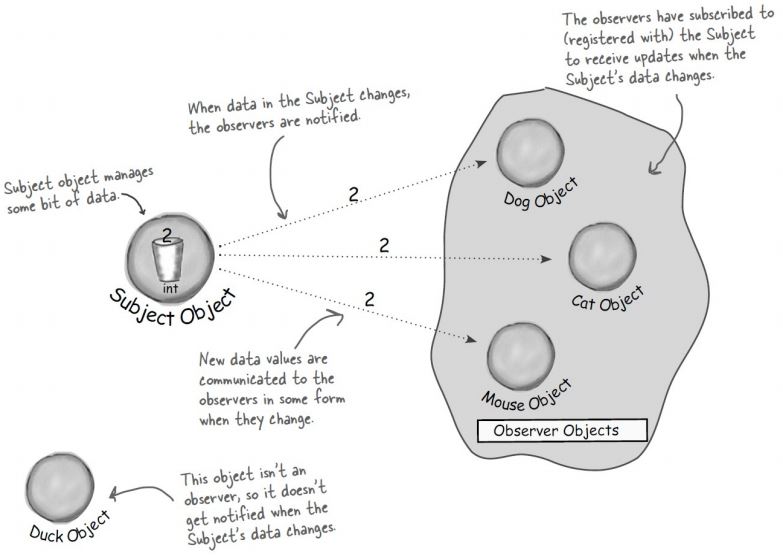 The observers have subscribed to
(registered with) the Subject
to receive updates when the
Subject's data changes.
When data in the Subject changes,
the observers are notified.
Subject object manages
some bit of data.
2
int
Subject Object
2
2
2
Dog Object
Cat Object
Mouse Object
Observer Objects
New data values are
communicated to the
observers in some form
when they change.
Duck Object
This object isn't an
observer, so it doesn't
get notified when the
Subject's data changes.